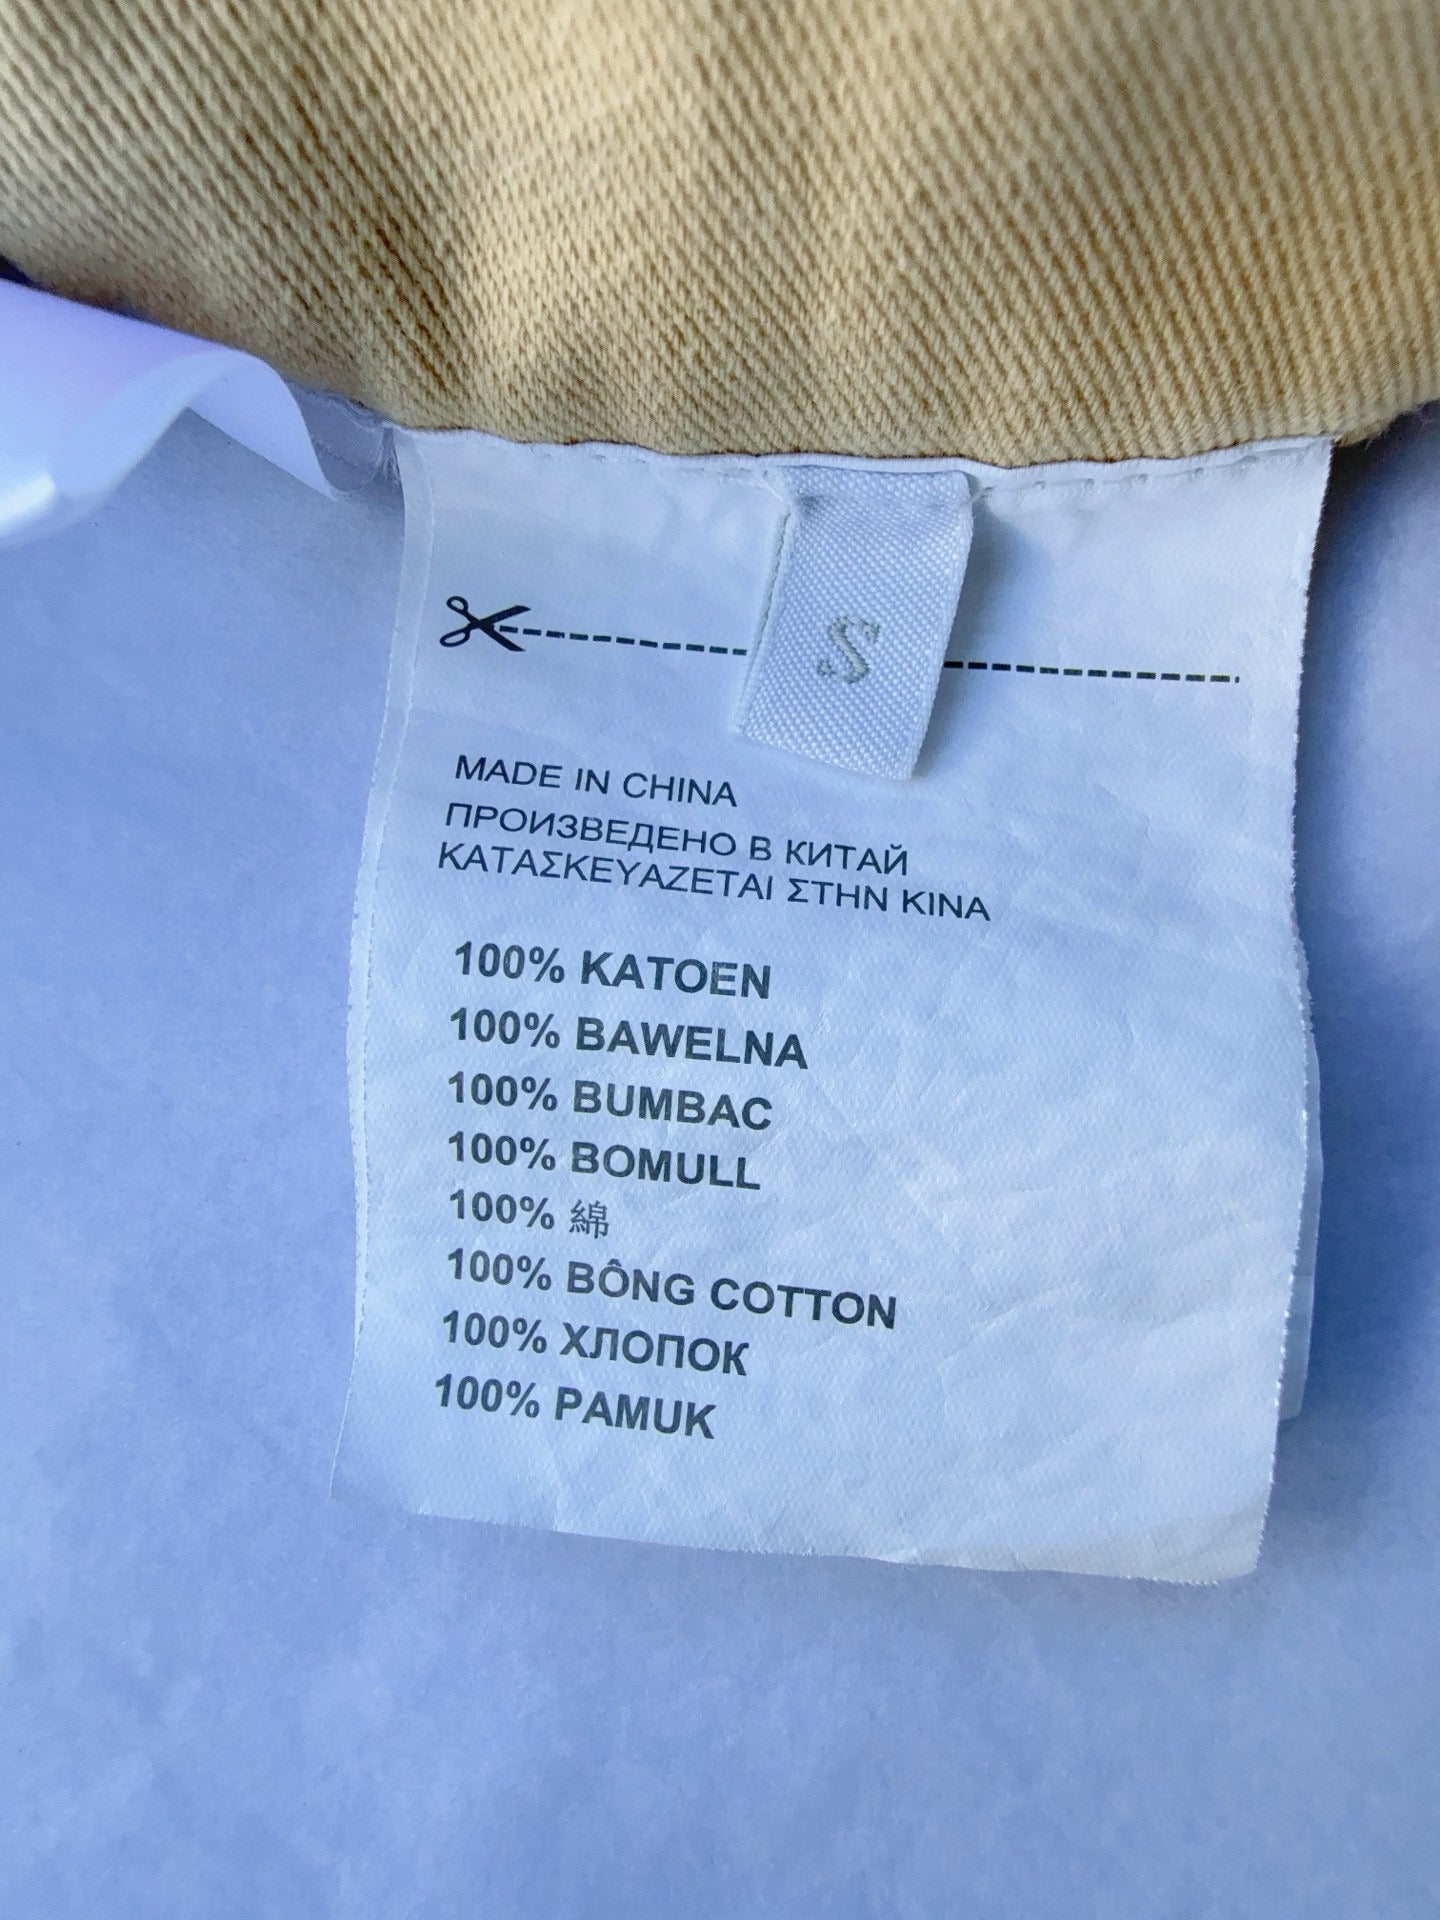 S
MADE IN CHINA
ПРОИЗВЕДЕНО В КИТАЙ
ΚΑΤΑΣΚΕΥΑΖΕΤΑΙ ΣΤΗΝ ΚΙΝΑ
100% KATOEN
100% BAWELNA
100% BUMBAC
100% BOMULL
100% 綿
100% BÔNG COTTON
100% ХЛОПОК
100% PAMUK